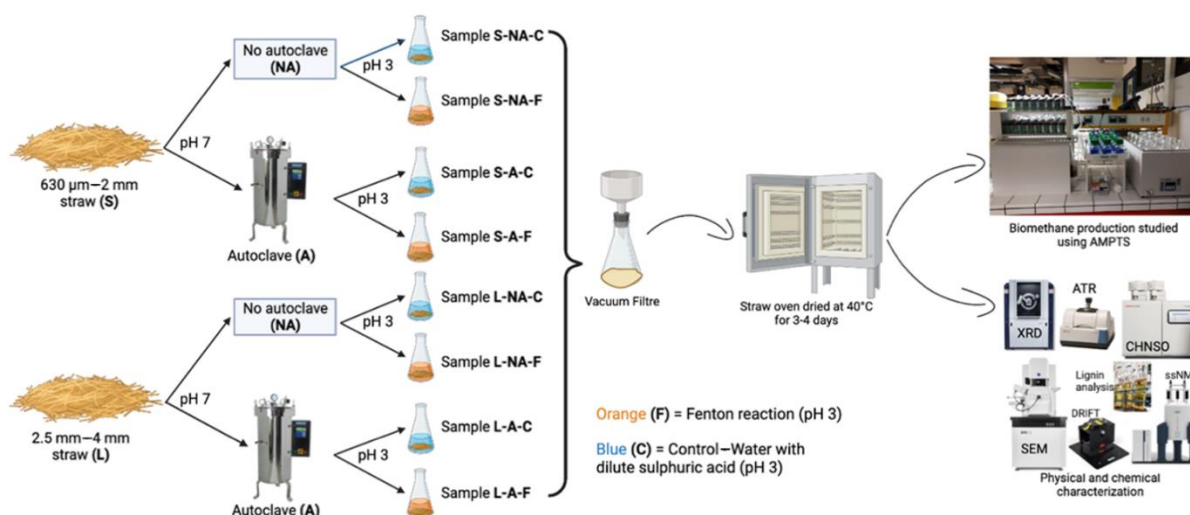 No autoclave
(NA)
pH 3
Sample S-NA-C
Sample S-NA-F
pH 7
630 µm–2 mm
straw (S)
Autoclave (A)
pH 3
Sample S-A-C
Sample S-A-F
No autoclave
(NA)
pH 3
Sample L-NA-C
Sample L-NA-F
pH 7
2.5 mm–4 mm
straw (L)
Autoclave (A)
pH 3
Sample L-A-C
Sample L-A-F
Vacuum Filtre
Straw oven dried at 40°C
for 3-4 days
Orange (F) = Fenton reaction (pH 3)
Blue (C) = Control–Water with
dilute sulphuric acid (pH 3)
Biomethane production studied
using AMPTS
XRD
ATR
CHNSO
SEM
Lignin
analysis
DRIFT
ssNM
Physical and chemical
characterization